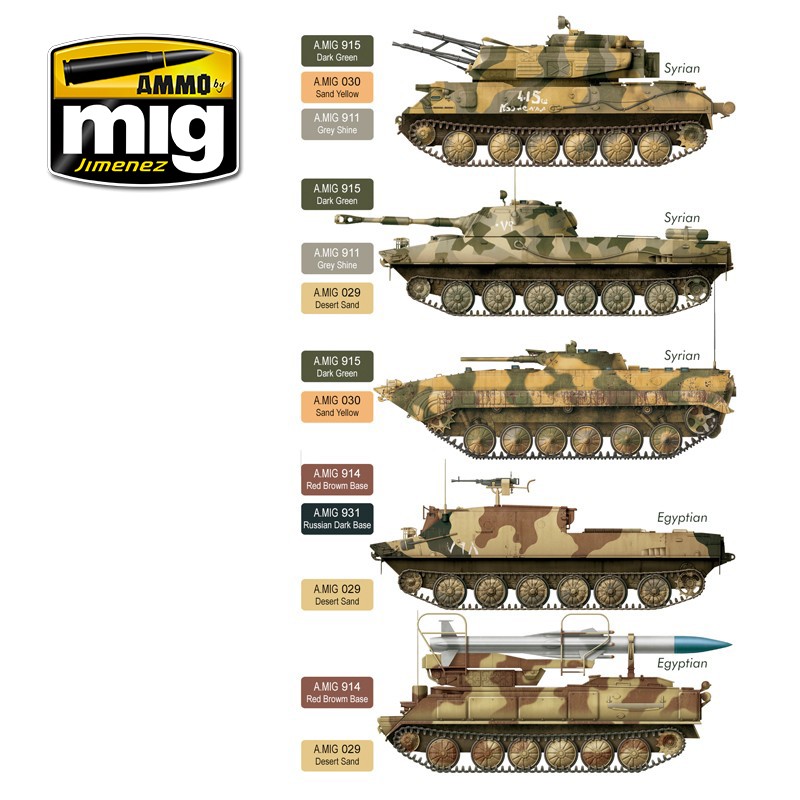 AMMO by
mig
JIMENEZ
A.MIG 915
Dark Green
A.MIG 030
Sand Yellow
A.MIG 911
Grey Shine
Syrian
A.MIG 915
Dark Green
A.MIG 911
Grey Shine
A.MIG 029
Desert Sand
Syrian
A.MIG 915
Dark Green
A.MIG 030
Sand Yellow
Syrian
A.MIG 914
Red Browm Base
A.MIG 931
Russian Dark Base
A.MIG 029
Desert Sand
Egyptian
٧٩٨
A.MIG 914
Red Browm Base
A.MIG 029
Desert Sand
Egyptian